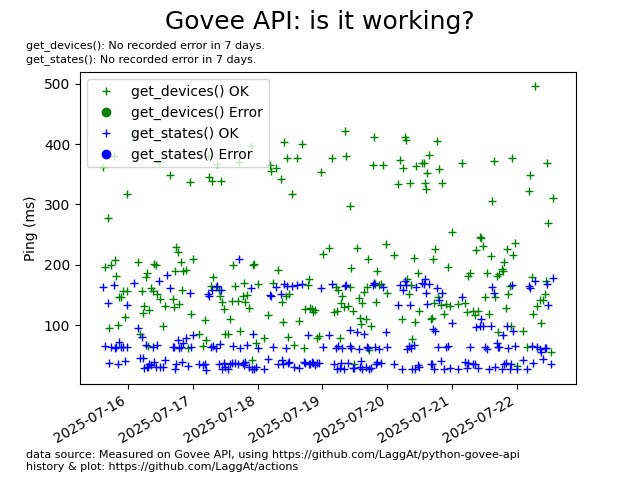 Govee API: is it working?
get_devices(): No recorded error in 7 days.
get_states(): No recorded error in 7 days.
get_devices() OK
get_devices() Error
get_states() OK
get_states() Error
500
400
300
200
100
Ping (ms)
2025-07-16
2025-07-17
2025-07-18
2025-07-19
2025-07-20
2025-07-21
2025-07-22
data source: Measured on Govee API, using https://github.com/LaggAt/python-govee-api
history & plot: https://github.com/LaggAt/actions